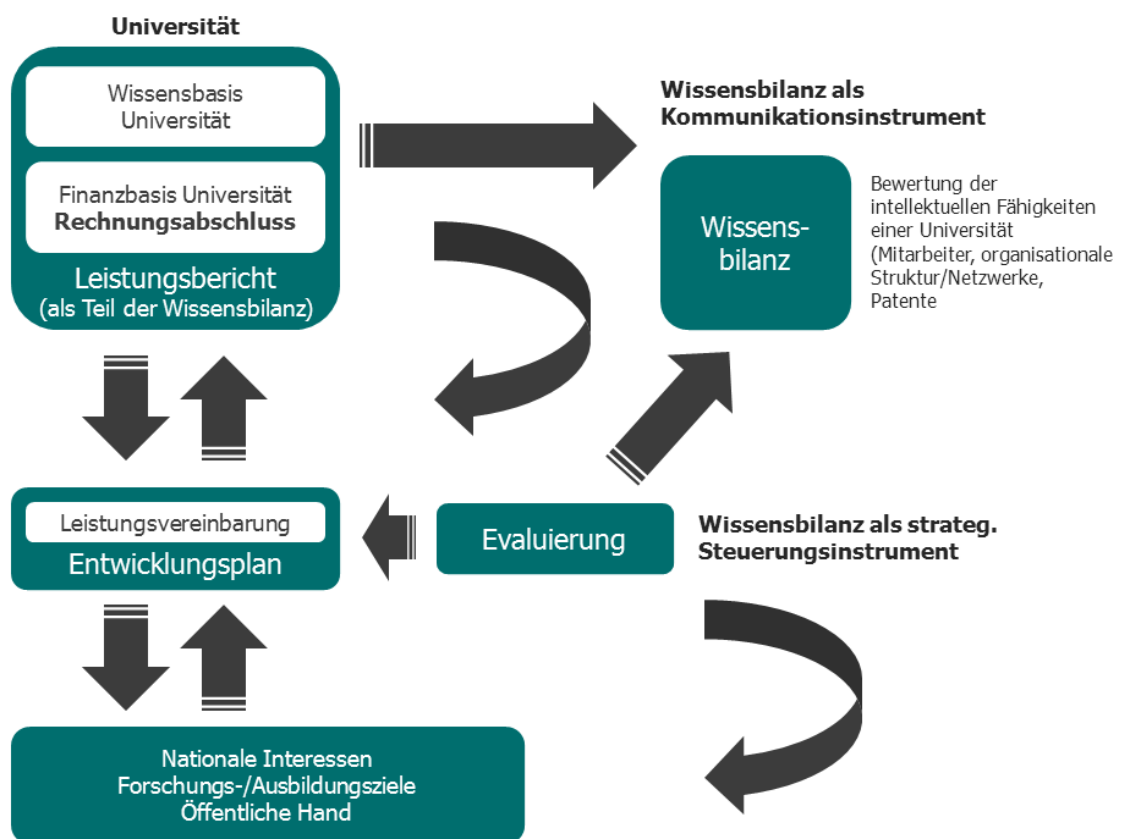 Universität
Wissensbasis
Universität
Finanzbasis Universität
Rechnungsabschluss
Leistungsbericht
(als Teil der Wissensbilanz)
Wissensbilanz als
Kommunikationsinstrument
Wissens-
bilanz
Bewertung der
intellektuellen Fähigkeiten
einer Universität
(Mitarbeiter, organisationale
Struktur/Netzwerke,
Patente
Leistungsvereinbarung
Entwicklungsplan
Evaluierung
Wissensbilanz als strateg.
Steuerungsinstrument
Nationale Interessen
Forschungs-/Ausbildungsziele
Öffentliche Hand